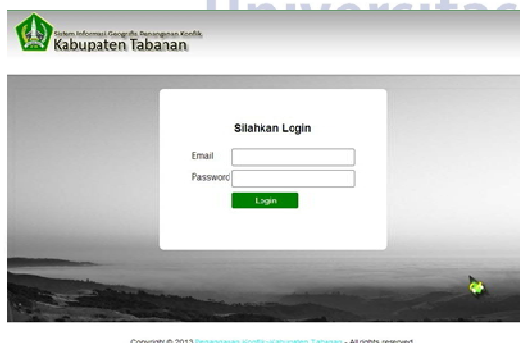 Universitas
Sistem Informasi Geografis Penanganan Konflik
Kabupaten Tabanan
Silahkan Login
Email
Password
Login
Copyright © 2013 Penanganan Konflik Kabupaten Tabanan - All rights reserved